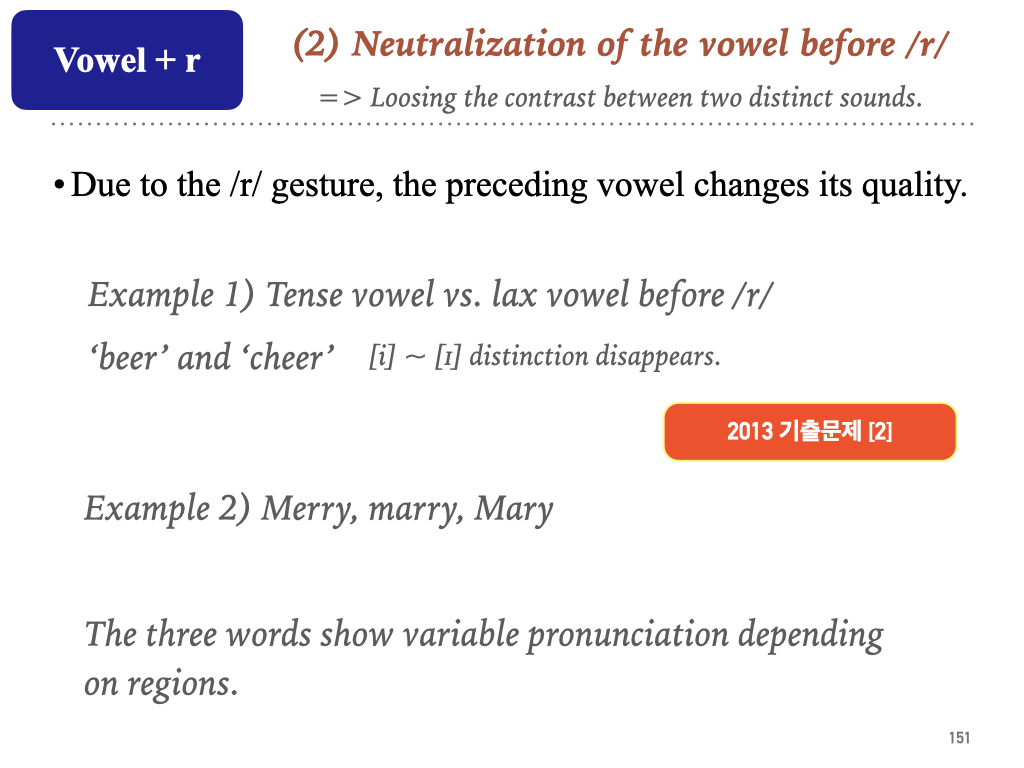 Vowel + r
(2) Neutralization of the vowel before /r/
=> Loosing the contrast between two distinct sounds.
• Due to the /r/ gesture, the preceding vowel changes its quality.
Example 1) Tense vowel vs. lax vowel before /r/
‘beer’ and ‘cheer’ [i] ~ [ɪ] distinction disappears.
2013 기출문제 [2]
Example 2) Merry, marry, Mary
The three words show variable pronunciation depending
on regions.
151